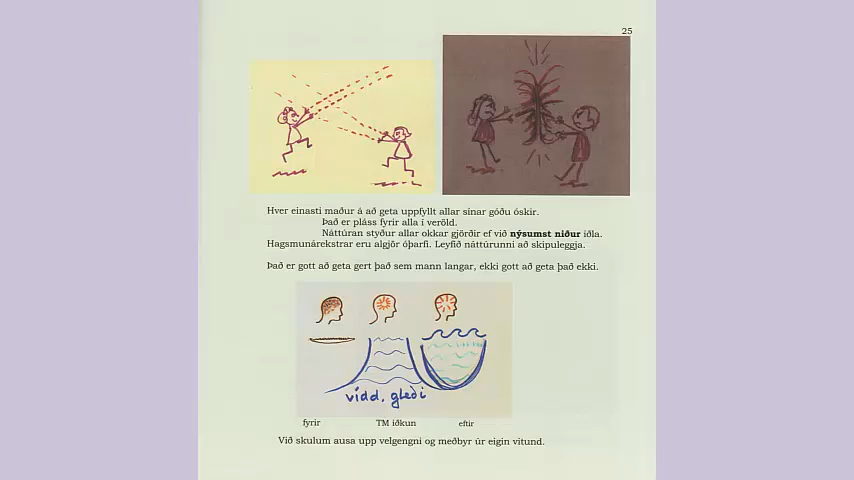 25
Hver einasti maður á að geta uppfyllt allar sínar góðu óskir.
Það er pláss fyrir alla í veröld.
Náttúran styður allar okkar gjörðir ef við nýsumst niður iðla.
Hagsmunárekstrar eru algjör óþarfi. Leyfið náttúrunni að skipuleggja.
Það er gott að geta gert það sem mann langar, ekki gott að geta það ekki.
vídd, gleði
fyrir TM iðkun eftir
Við skulum ausa upp velgengni og meðbyr úr eigin vitund.